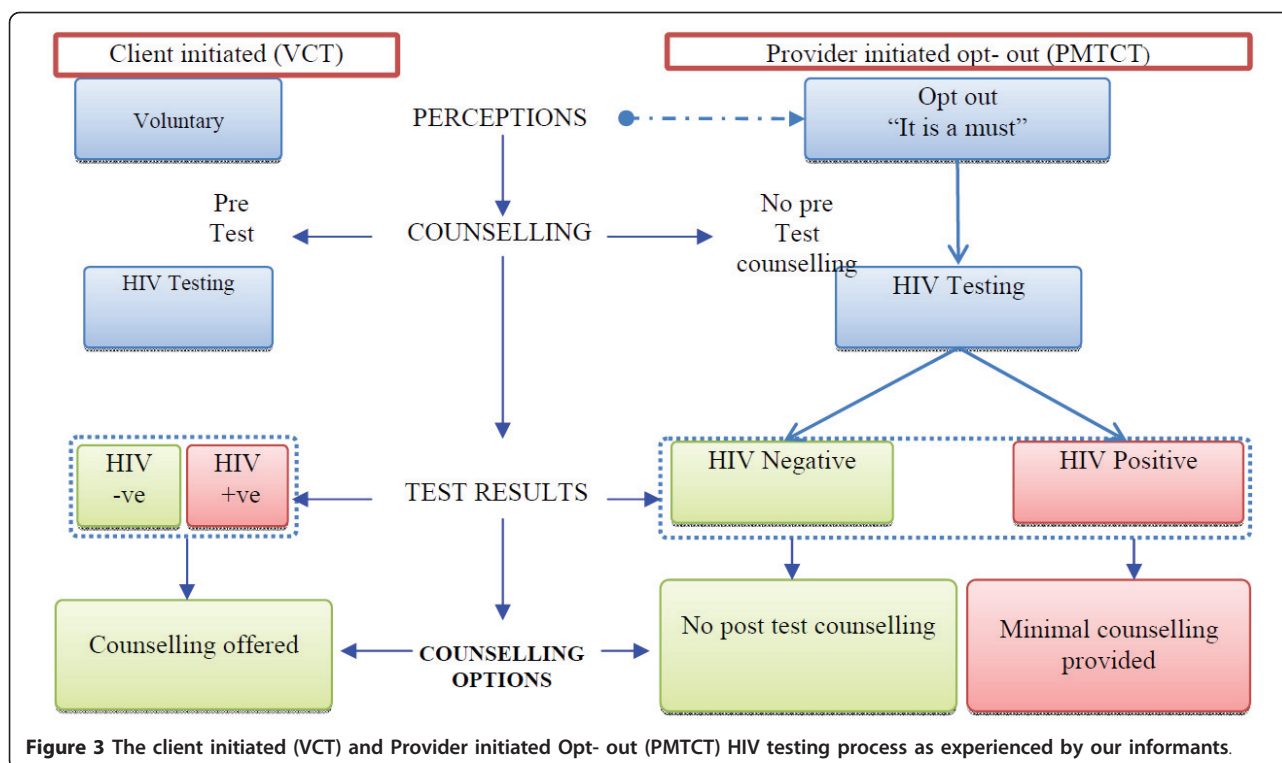 Client initiated (VCT)
Provider initiated opt- out (PMTCT)
Voluntary
PERCEPTIONS
Opt out
“It is a must”
Pre
Test
COUNSELLING
No pre
Test
counselling
HIV Testing
HIV Testing
HIV
-ve
HIV
+ve
TEST RESULTS
HIV Negative
HIV Positive
Counselling offered
COUNSELLING
OPTIONS
No post test counselling
Minimal counselling
provided
Figure 3 The client initiated (VCT) and Provider initiated Opt- out (PMTCT) HIV testing process as experienced by our informants.